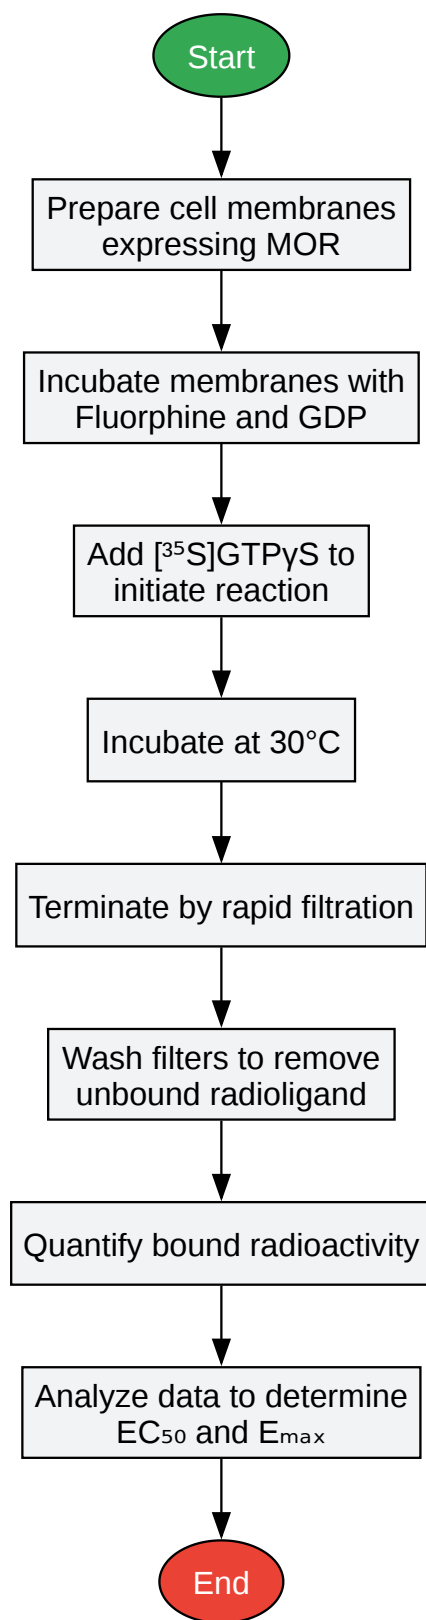 Start
Prepare cell membranes
expressing MOR
Incubate membranes with
Fluorphine and GDP
Add [³⁵S]GTPγS to
initiate reaction
Incubate at 30°C
Terminate by rapid filtration
Wash filters to remove
unbound radioligand
Quantify bound radioactivity
Analyze data to determine
EC₅₀ and Eₘₐₓ
End